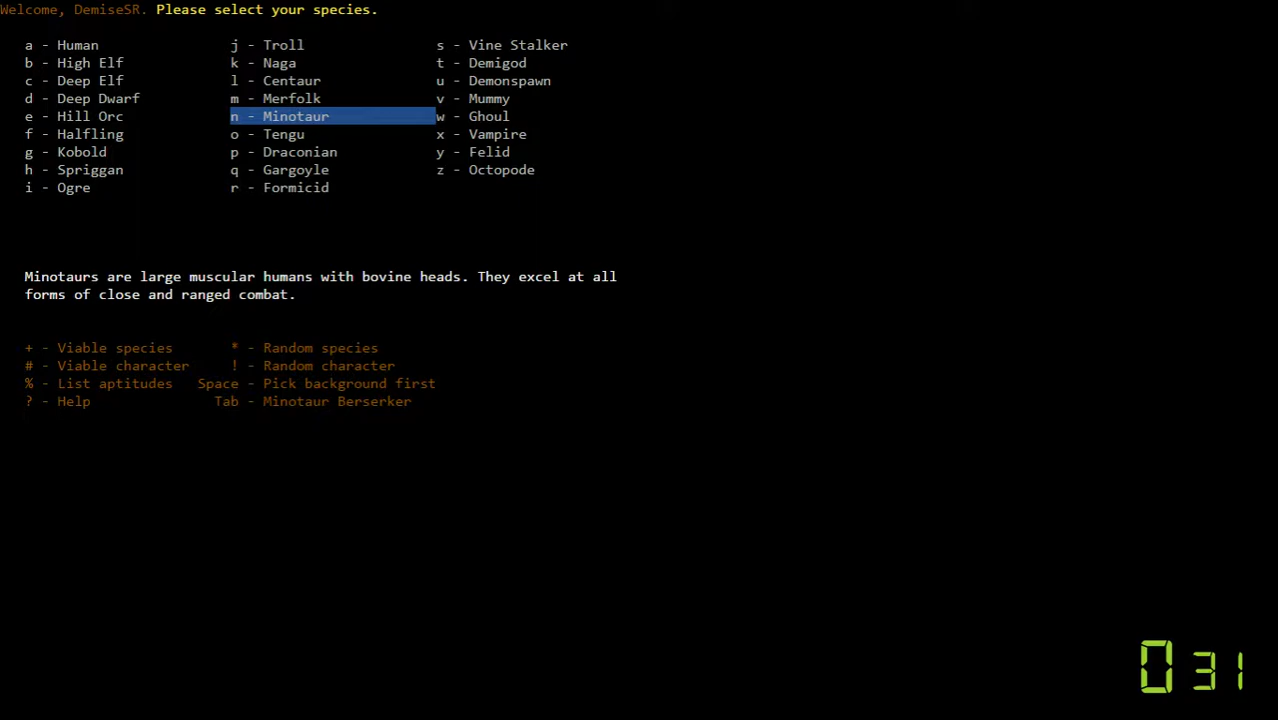 Welcome, DemiseSR. Please select your species.
a - Human j - Troll s - Vine Stalker
b - High Elf k - Naga t - Demigod
c - Deep Elf l - Centaur u - Demonspawn
d - Deep Dwarf m - Merfolk v - Mummy
e - Hill Orc n - Minotaur w - Ghoul
f - Halfling o - Tengu x - Vampire
g - Kobold p - Draconian y - Felid
h - Spriggan q - Gargoyle z - Octopode
i - Ogre r - Formicid
Minotaurs are large muscular humans with bovine heads. They excel at all
forms of close and ranged combat.
+ - Viable species * - Random species
# - Viable character ! - Random character
% - List aptitudes Space - Pick background first
? - Help Tab - Minotaur Berserker
0 31